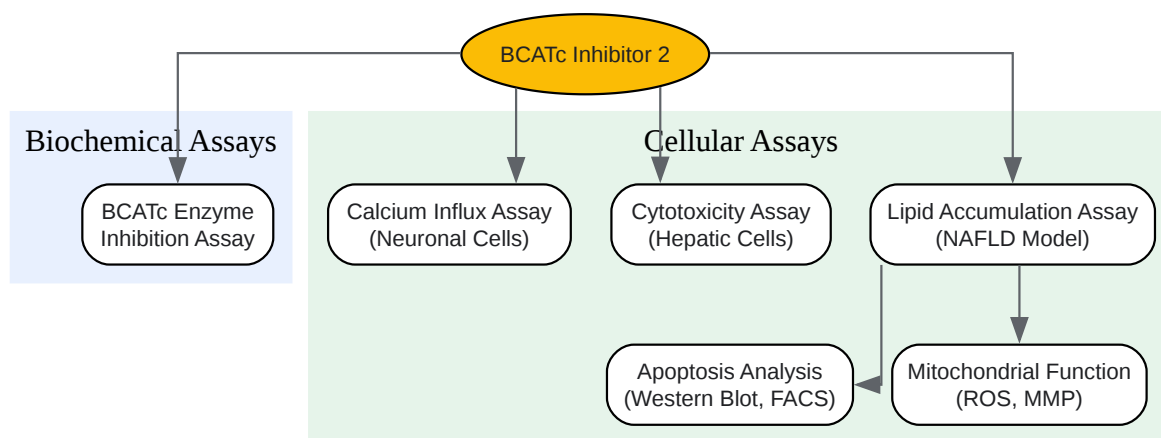 BCATc Inhibitor 2
Biochemical Assays
Cellular Assays
BCATc Enzyme
Inhibition Assay
Calcium Influx Assay
(Neuronal Cells)
Cytotoxicity Assay
(Hepatic Cells)
Lipid Accumulation Assay
(NAFLD Model)
Apoptosis Analysis
(Western Blot, FACS)
Mitochondrial Function
(ROS, MMP)